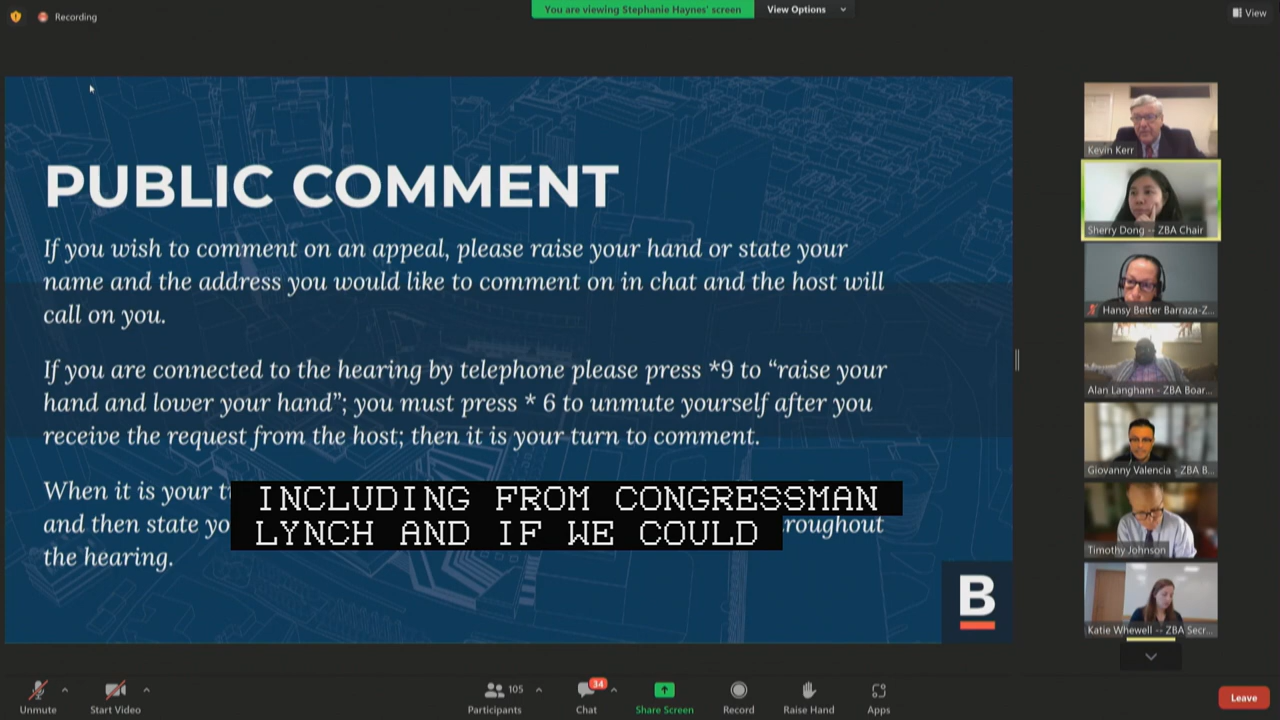 Recording
You are viewing Stephanie Haynes' screen
View Options
View
PUBLIC COMMENT
If you wish to comment on an appeal, please raise your hand or state your
name and the address you would like to comment on in chat and the host will
call on you.
If you are connected to the hearing by telephone please press *9 to “raise your
hand and lower your hand”; you must press * 6 to unmute yourself after you
receive the request from the host; then it is your turn to comment.
When it is your
and then state
the hearing.
INCLUDING FROM CONGRESSMAN
LYNCH AND IF WE COULD
B
Kevin Kerr
Sherry Dong -- ZBA Chair
Hansy Better Barraza-Z...
Alan Langham - ZBA Boar...
Giovanny Valencia - ZBA B...
Timothy Johnson
Katie Whewell -- ZBA Secr...
Unmute
Start Video
105
Participants
34
Chat
Share Screen
Record
Raise Hand
Apps
Leave